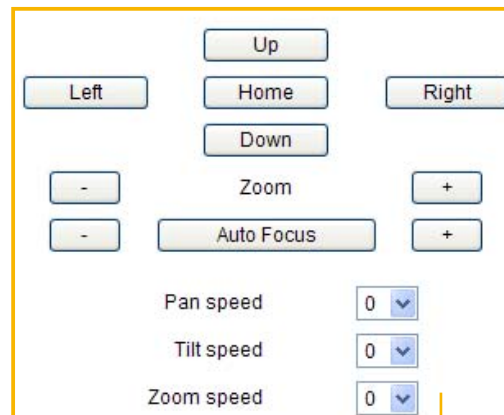 Up
Left Home Right
Down
- Zoom +
- Auto Focus +
Pan speed 0
Tilt speed 0
Zoom speed 0